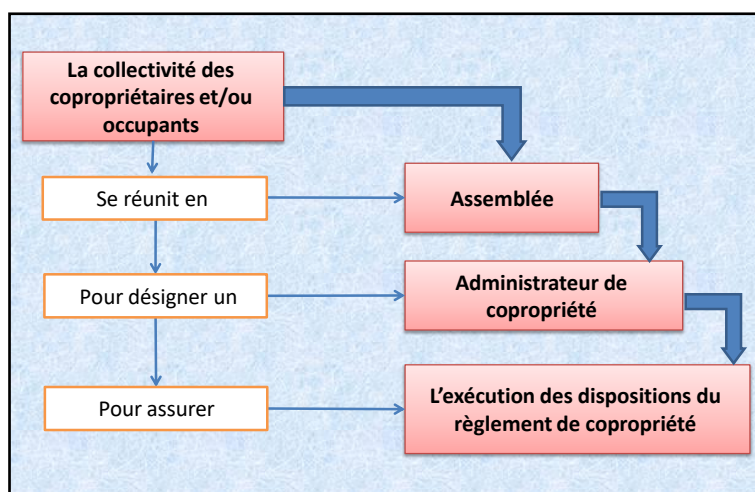 La collectivité des
copropriétaires et/ou
occupants
Se réunit en
Assemblée
Pour désigner un
Administrateur de
copropriété
Pour assurer
L'exécution des dispositions du
règlement de copropriété